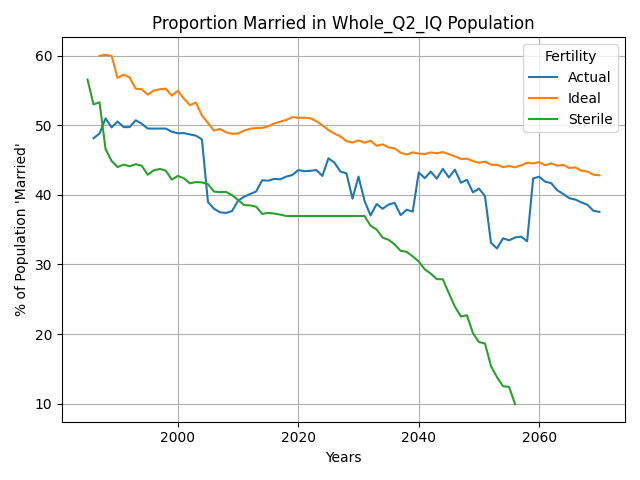 Proportion Married in Whole_Q2_IQ Population
% of Population 'Married'
60
50
40
30
20
10
Fertility
Actual
Ideal
Sterile
2000
2020
2040
2060
Years